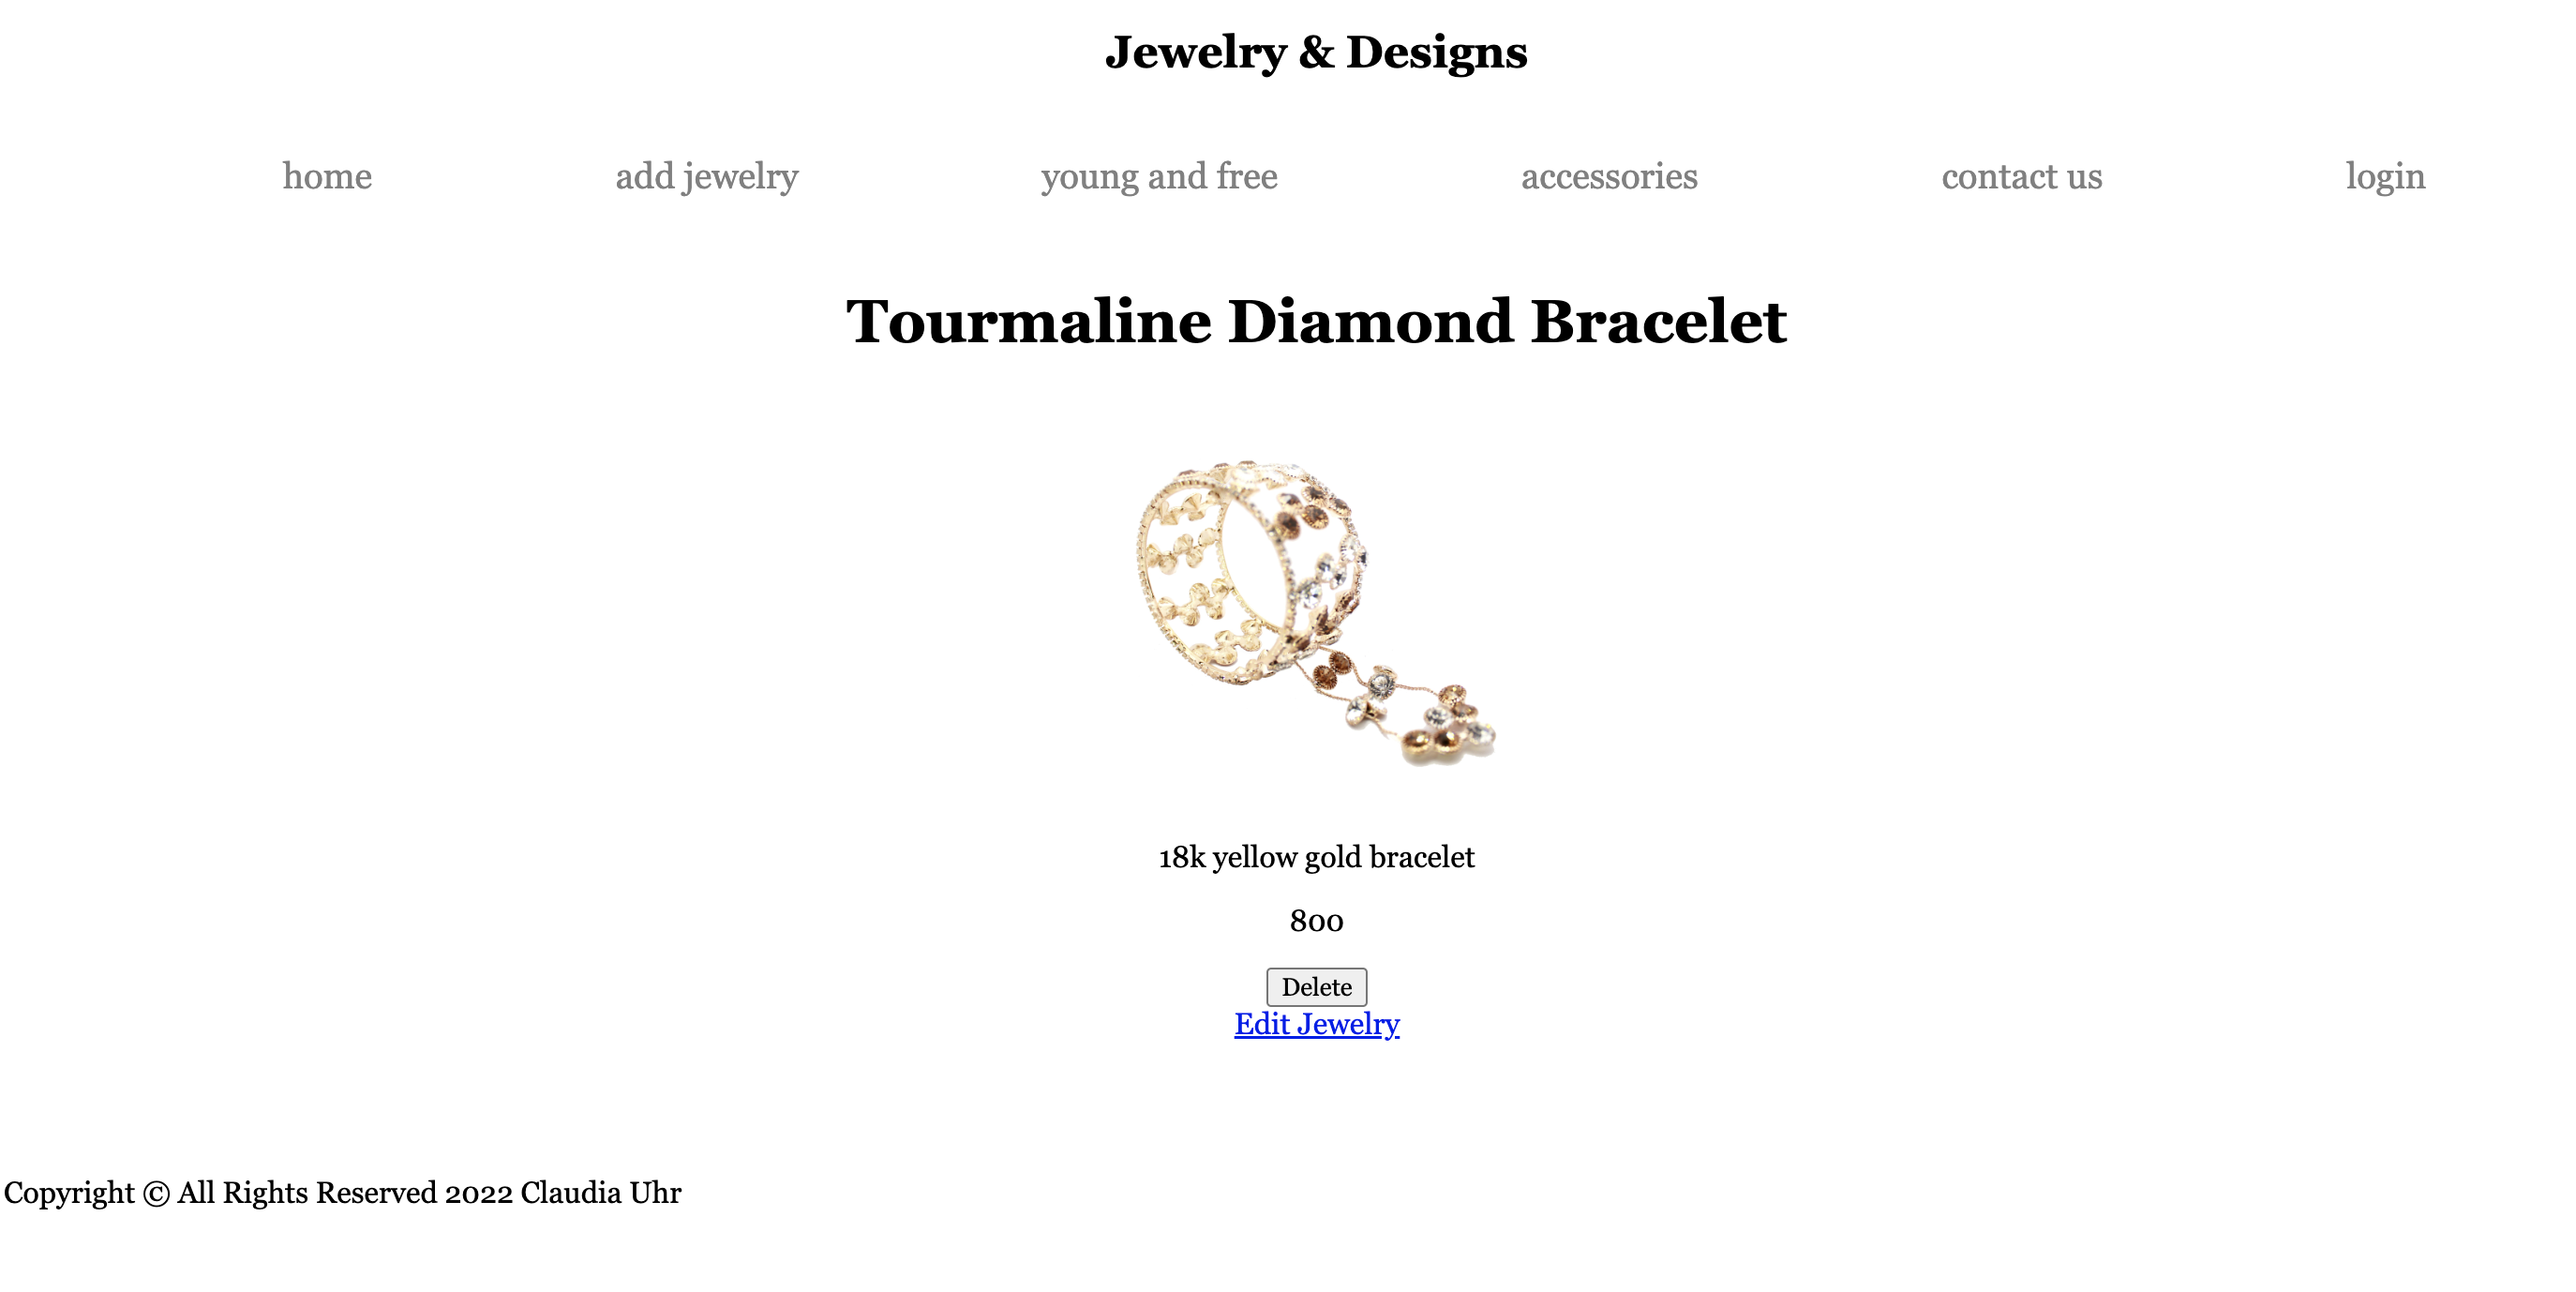 Jewelry & Designs
home add jewelry young and free accessories contact us login
Tourmaline Diamond Bracelet
18k yellow gold bracelet
800
Delete
Edit Jewelry
Copyright © All Rights Reserved 2022 Claudia Uhr